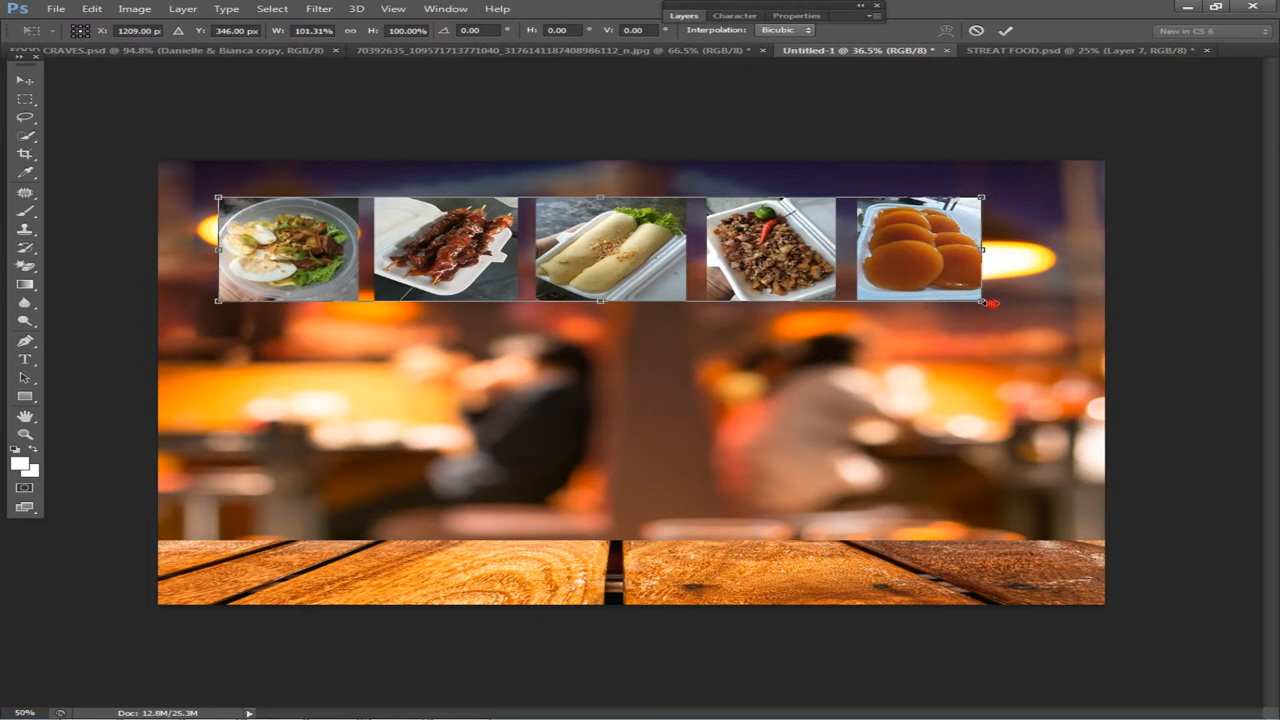 Ps File Edit Image Layer Type Select Filter 3D View Window Help
Layers Character Properties
X: 1209.00 p Y: 346.00 px W: 101.31% H: 100.00% 0.00 ° H: 0.00 ° V: 0.00 ° Interpolation: Bicubic New in CS 6
FOOD CRAVES.psd @ 94.8% (Danielle & Bianca copy, RGB/8) × 70392635_109571713771040_3176141187408986112_n.jpg @ 66.5% (RGB/8) * × Untitled-1 @ 36.5% (RGB/8) * × STREAT FOOD.psd @ 25% (Layer 7, RGB/8) * ×
T
50% Doc: 12.8M/25.3M